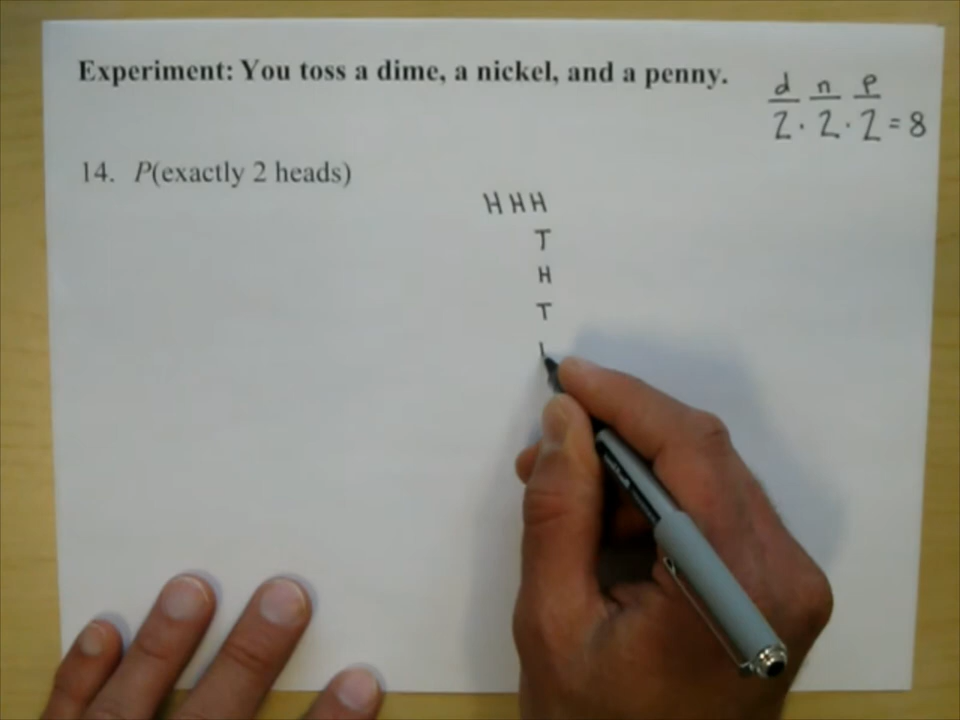 Experiment: You toss a dime, a nickel, and a penny.
d n p
2 · 2 · 2 = 8
14. P(exactly 2 heads)
H H H
T
H
T